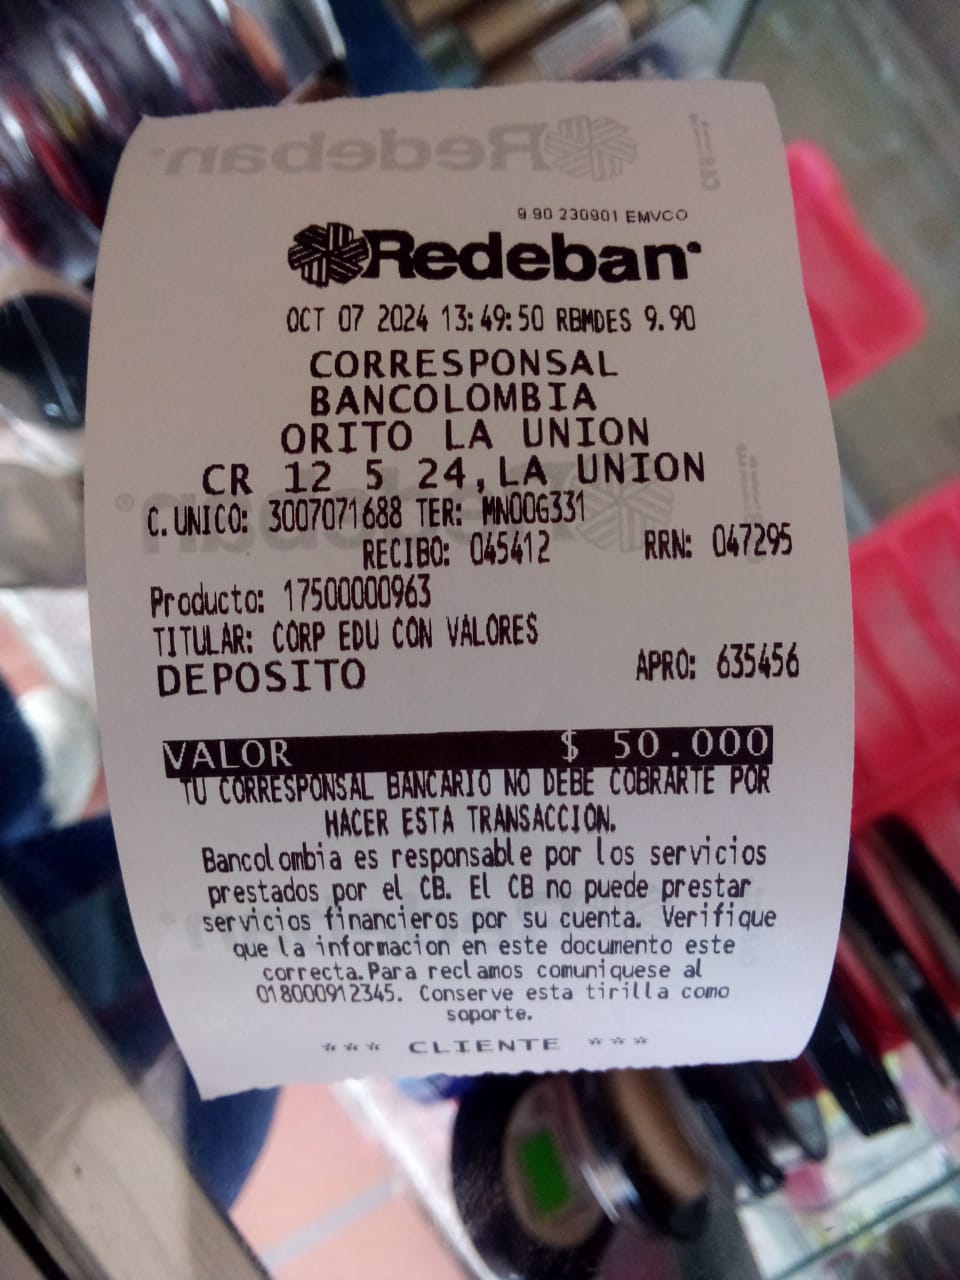 9.90 230901 EMVCO
Redeban
OCT 07 2024 13:49:50 RBMDES 9.90
CORRESPONSAL
BANCOLOMBIA
ORITO LA UNION
CR 12 5 24,LA UNION
C.UNICO: 3007071688 TER: MN00G331
RECIBO: 045412 RRN: 047295
Producto: 17500000963
TITULAR: CORP EDU CON VALORES
DEPOSITO APRO: 635456
VALOR $ 50.000
TU CORRESPONSAL BANCARIO NO DEBE COBRARTE POR
HACER ESTA TRANSACCION.
Bancolombia es responsable por los servicios
prestados por el CB. El CB no puede prestar
servicios financieros por su cuenta. Verifique
que la informacion en este documento este
correcta.Para reclamos comuniquese al
018000912345. Conserve esta tirilla como
soporte.
*** CLIENTE ***